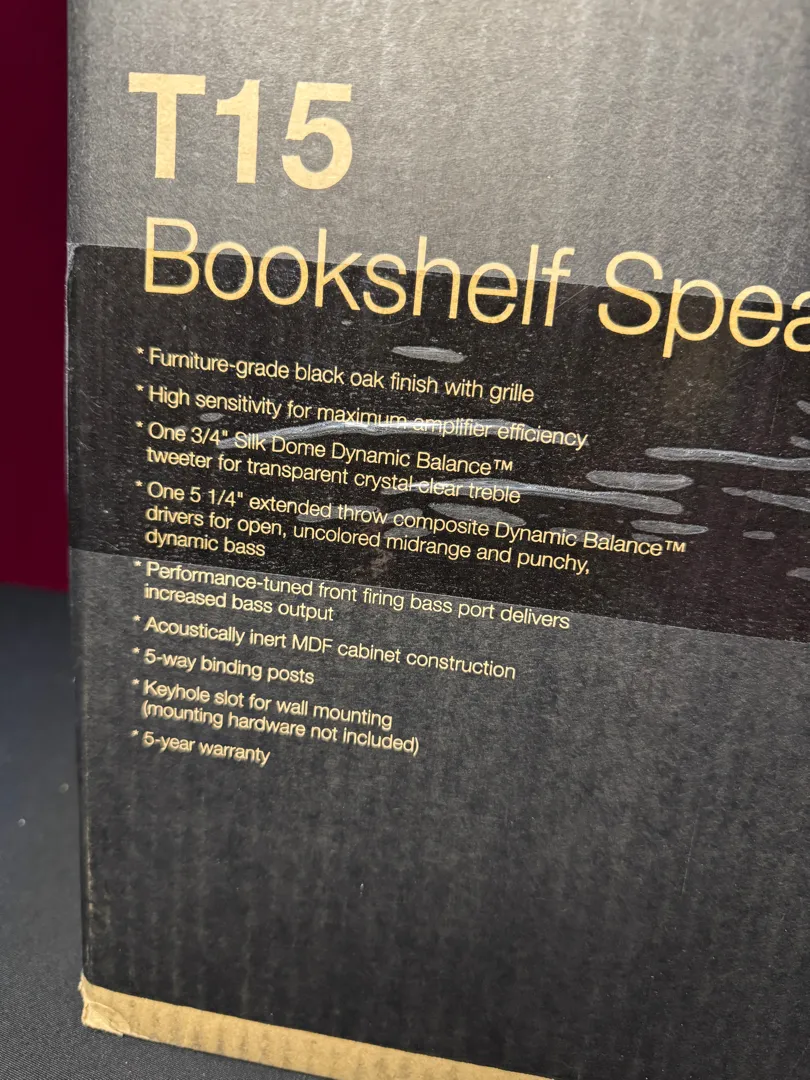 T15
Bookshelf Spea
* Furniture-grade black oak finish with grille
* High sensitivity for maximum amplifier efficiency
* One 3/4" Silk Dome Dynamic Balance™
tweeter for transparent crystal-clear treble
* One 5 1/4" extended throw composite Dynamic Balance™
drivers for open, uncolored midrange and punchy,
dynamic bass
* Performance-tuned front firing bass port delivers
increased bass output
* Acoustically inert MDF cabinet construction
* 5-way binding posts
* Keyhole slot for wall mounting
(mounting hardware not included)
* 5-year warranty